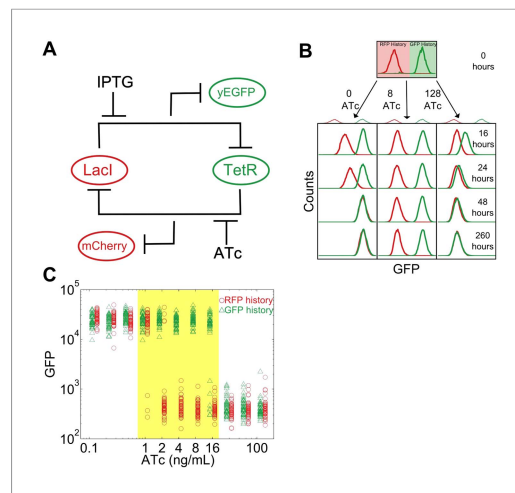 A
IPTG
yEGFP
LacI
TetR
mCherry
ATc
B
RFP History
GFP History
0 hours
0 ATc
8 ATc
128 ATc
16 hours
24 hours
48 hours
260 hours
Counts
GFP
C
RFP history
GFP history
10^5
10^4
10^3
10^2
GFP
0.1
1
2
4
8
16
100
ATc (ng/mL)